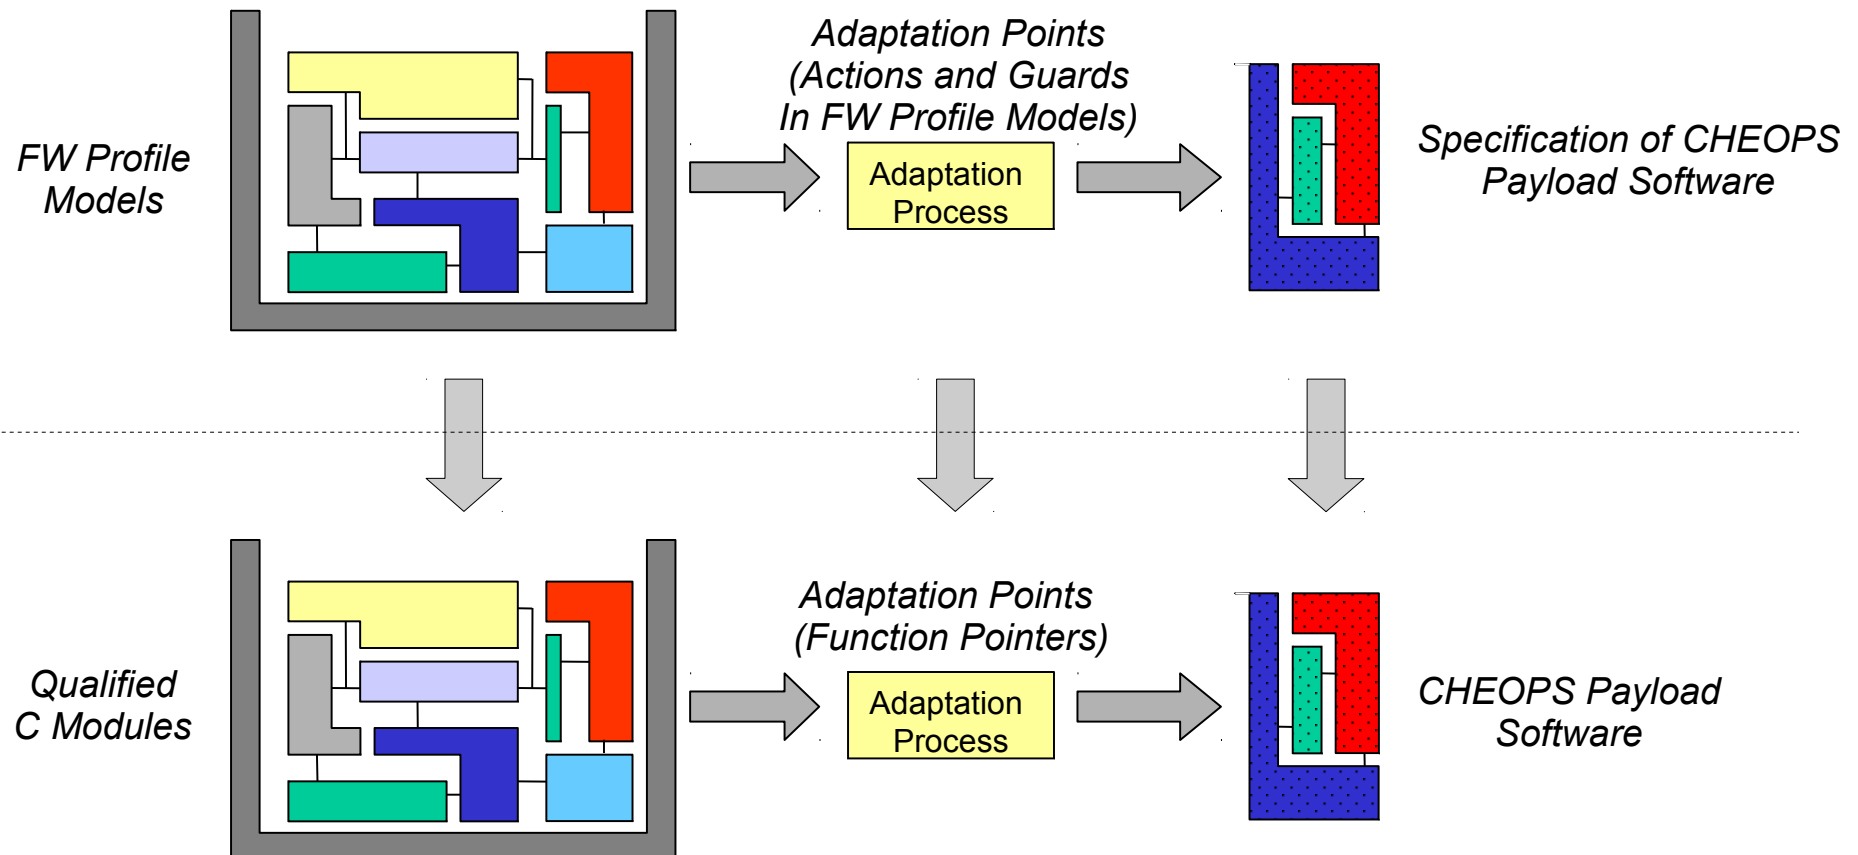 Adaptation Points
(Actions and Guards
In FW Profile Models)
FW Profile
Models
Adaptation
Process
Specification of CHEOPS
Payload Software
Adaptation Points
(Function Pointers)
Qualified
C Modules
Adaptation
Process
CHEOPS Payload
Software